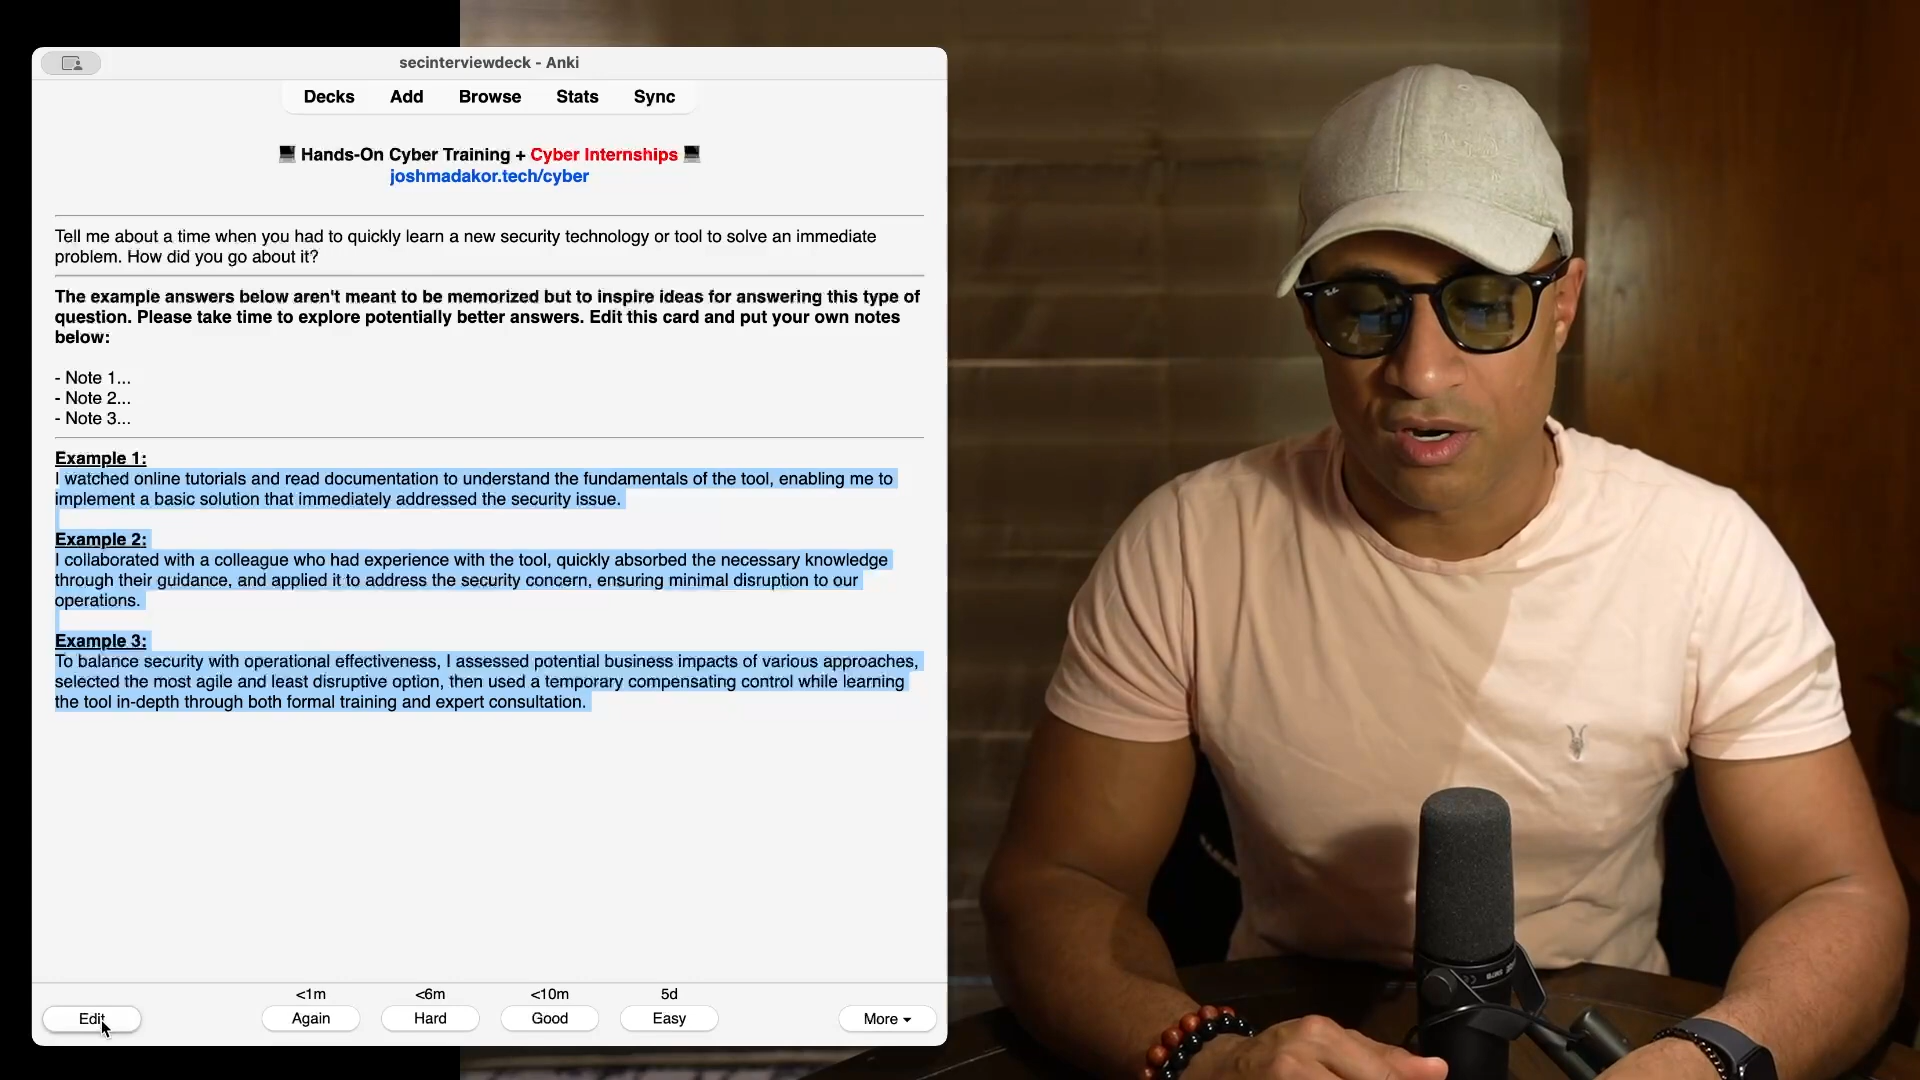 secinterviewdeck - Anki
Decks Add Browse Stats Sync
Hands-On Cyber Training + Cyber Internships
joshmadakor.tech/cyber
Tell me about a time when you had to quickly learn a new security technology or tool to solve an immediate
problem. How did you go about it?
The example answers below aren't meant to be memorized but to inspire ideas for answering this type of
question. Please take time to explore potentially better answers. Edit this card and put your own notes
below:
- Note 1...
- Note 2...
- Note 3...
Example 1:
I watched online tutorials and read documentation to understand the fundamentals of the tool, enabling me to
implement a basic solution that immediately addressed the security issue.
Example 2:
I collaborated with a colleague who had experience with the tool, quickly absorbed the necessary knowledge
through their guidance, and applied it to address the security concern, ensuring minimal disruption to our
operations.
Example 3:
To balance security with operational effectiveness, I assessed potential business impacts of various approaches,
selected the most agile and least disruptive option, then used a temporary compensating control while learning
the tool in-depth through both formal training and expert consultation.
<1m <6m <10m 5d
Edit Again Hard Good Easy More
Ray-Ban